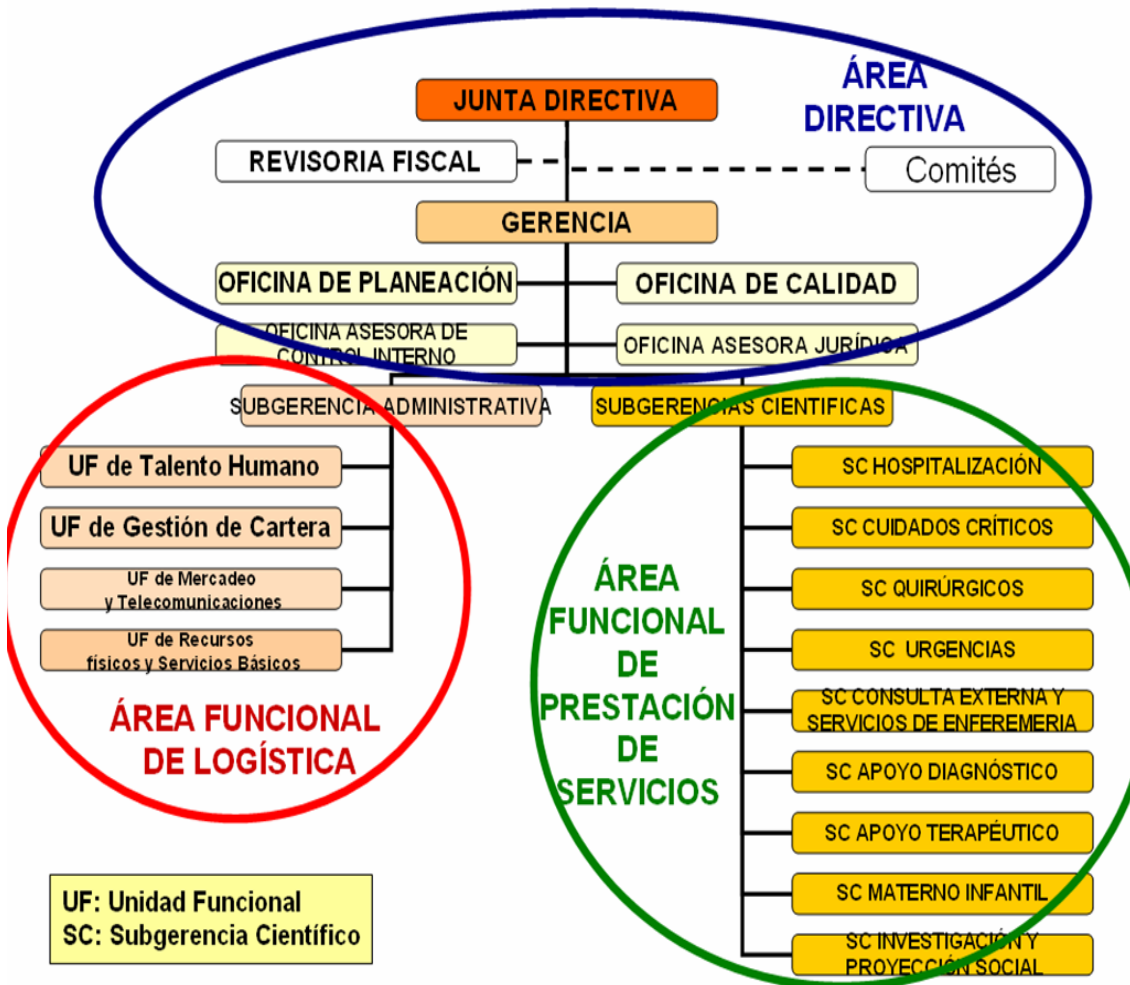 ÁREA
DIRECTIVA
JUNTA DIRECTIVA
REVISORIA FISCAL
Comités
GERENCIA
OFICINA DE PLANEACIÓN
OFICINA DE CALIDAD
OFICINA ASESORA DE
CONTROL INTERNO
OFICINA ASESORA JURÍDICA
SUBGERENCIA ADMINISTRATIVA
SUBGERENCIAS CIENTIFICAS
UF de Talento Humano
UF de Gestión de Cartera
UF de Mercadeo
y Telecomunicaciones
UF de Recursos
físicos y Servicios Básicos
ÁREA FUNCIONAL
DE LOGÍSTICA
ÁREA
FUNCIONAL
DE
PRESTACIÓN
DE
SERVICIOS
SC HOSPITALIZACIÓN
SC CUIDADOS CRÍTICOS
SC QUIRÚRGICOS
SC URGENCIAS
SC CONSULTA EXTERNA Y
SERVICIOS DE ENFEREMERIA
SC APOYO DIAGNÓSTICO
SC APOYO TERAPÉUTICO
SC MATERNO INFANTIL
SC INVESTIGACIÓN Y
PROYECCIÓN SOCIAL
UF: Unidad Funcional
SC: Subgerencia Científico